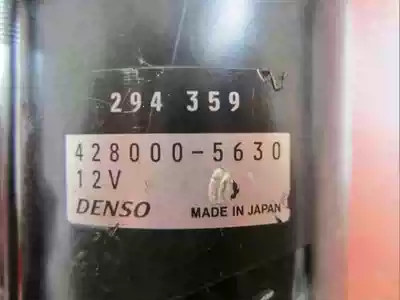 294 359
428000-5630
12V
DENSO MADE IN JAPAN